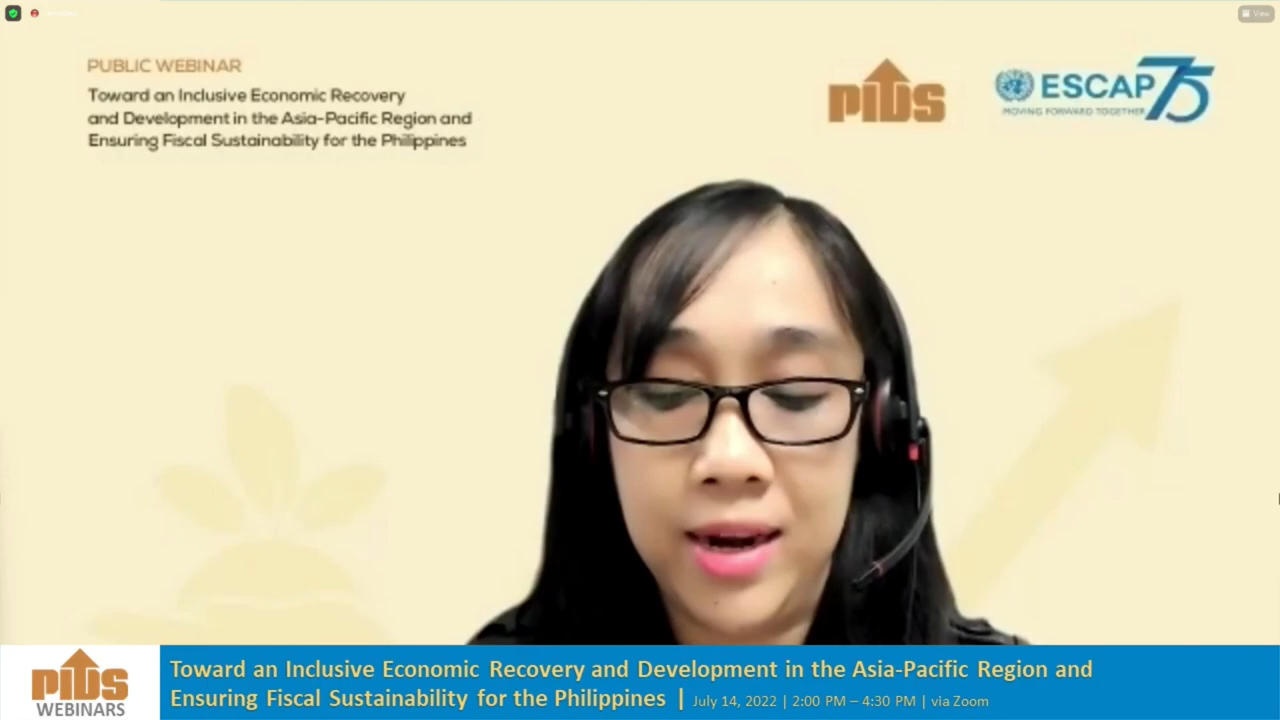 View
PUBLIC WEBINAR
Toward an Inclusive Economic Recovery
and Development in the Asia-Pacific Region and
Ensuring Fiscal Sustainability for the Philippines
PIDS
ESCAP 75
MOVING FORWARD TOGETHER
PIDS
WEBINARS
Toward an Inclusive Economic Recovery and Development in the Asia-Pacific Region and
Ensuring Fiscal Sustainability for the Philippines | July 14, 2022 | 2:00 PM – 4:30 PM | via Zoom